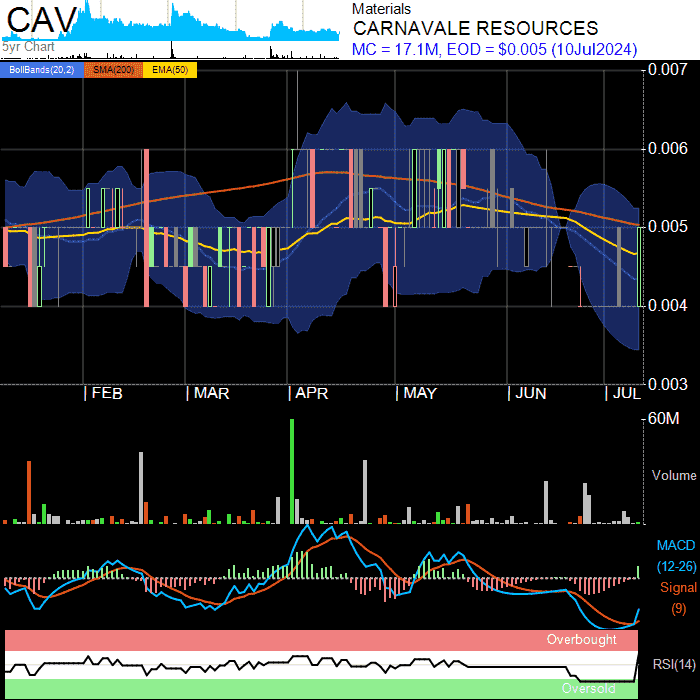 CAV
5yr Chart
Materials
CARNAVALE RESOURCES
MC = 17.1M, EOD = $0.005 (10Jul2024)
BollBands(20,2) SMA(200) EMA(50)
0.007
0.006
0.005
0.004
0.003
FEB MAR APR MAY JUN JUL
60M
Volume
MACD
(12-26)
Signal
(9)
Overbought
RSI(14)
Oversold